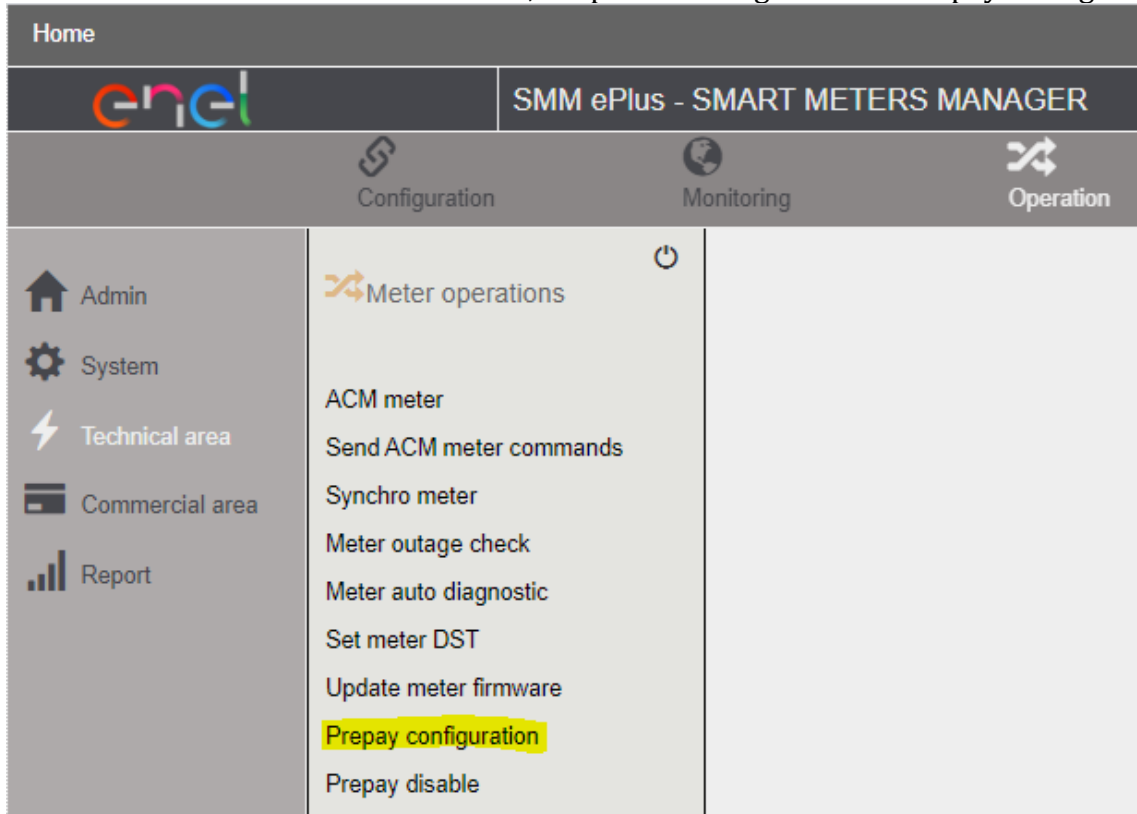 Home
enel
SMM ePlus - SMART METERS MANAGER
Configuration
Monitoring
Operation
Admin
System
Technical area
Commercial area
Report
Meter operations
ACM meter
Send ACM meter commands
Synchro meter
Meter outage check
Meter auto diagnostic
Set meter DST
Update meter firmware
Prepay configuration
Prepay disable